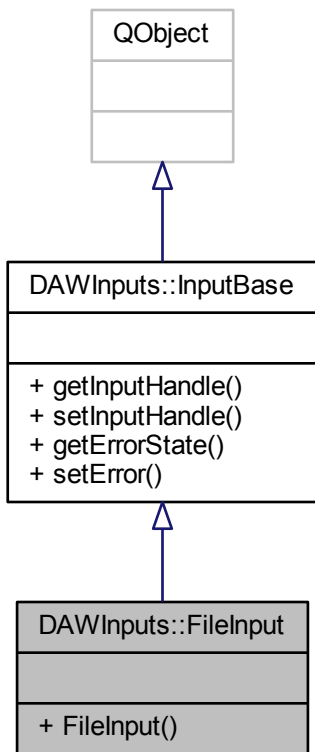 QObject
DAWInputs::InputBase
+ getInputHandle()
+ setInputHandle()
+ getErrorState()
+ setError()
DAWInputs::FileInput
+ FileInput()